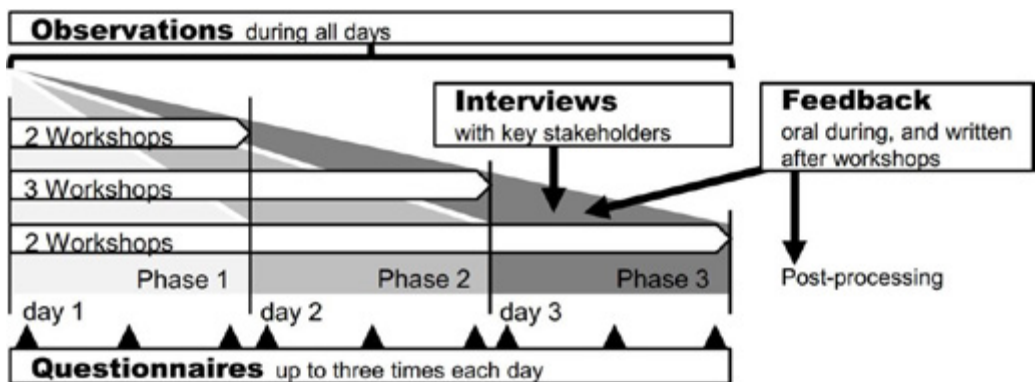 Observations during all days
Interviews
with key stakeholders
Feedback
oral during, and written
after workshops
2 Workshops
3 Workshops
2 Workshops
Phase 1
Phase 2
Phase 3
Post-processing
day 1
day 2
day 3
Questionnaires up to three times each day